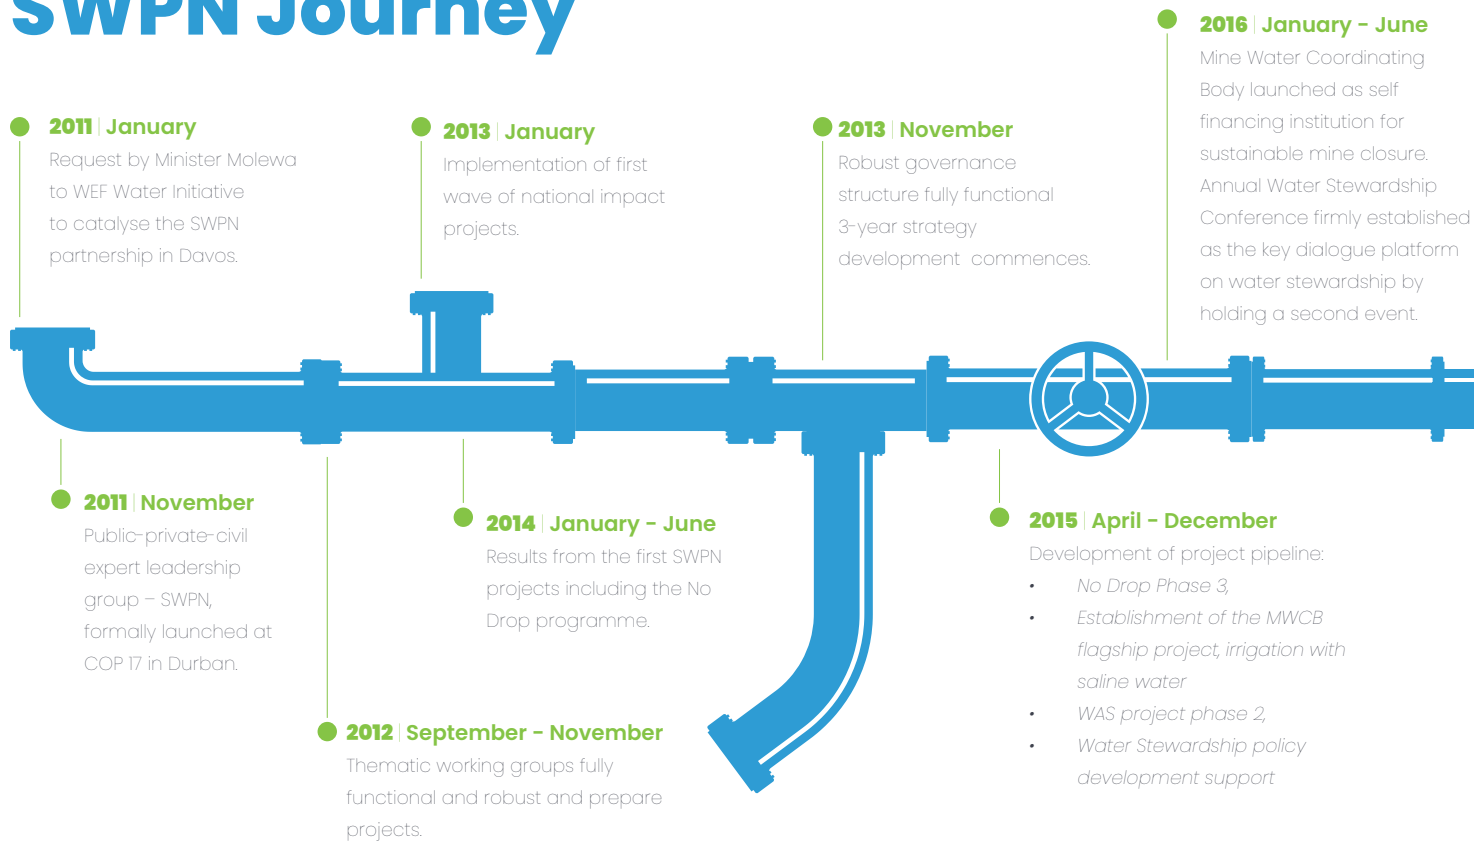 SWPN Journey
2011 | January
Request by Minister Molewa
to WEF Water Initiative
to catalyse the SWPN
partnership in Davos.
2013 | January
Implementation of first
wave of national impact
projects.
2013 | November
Robust governance
structure fully functional
3-year strategy
development commences.
2016 | January - June
Mine Water Coordinating
Body launched as self
financing institution for
sustainable mine closure.
Annual Water Stewardship
Conference firmly established
as the key dialogue platform
on water stewardship by
holding a second event.
2011 | November
Public-private-civil
expert leadership
group – SWPN,
formally launched at
COP 17 in Durban.
2012 | September - November
Thematic working groups fully
functional and robust and prepare
projects.
2014 | January - June
Results from the first SWPN
projects including the No
Drop programme.
2015 | April - December
Development of project pipeline:
• No Drop Phase 3,
• Establishment of the MWCB
flagship project, irrigation with
saline water
• WAS project phase 2,
• Water Stewardship policy
development support